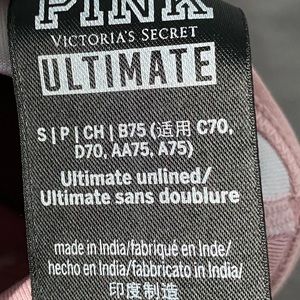 PINK
VICTORIA'S SECRET
ULTIMATE
S | P | CH | B75 (适用 C70,
D70, AA75, A75)
Ultimate unlined/
Ultimate sans doublure
made in India/fabriqué en Inde/
hecho en India/fabbricato in India/
印度制造